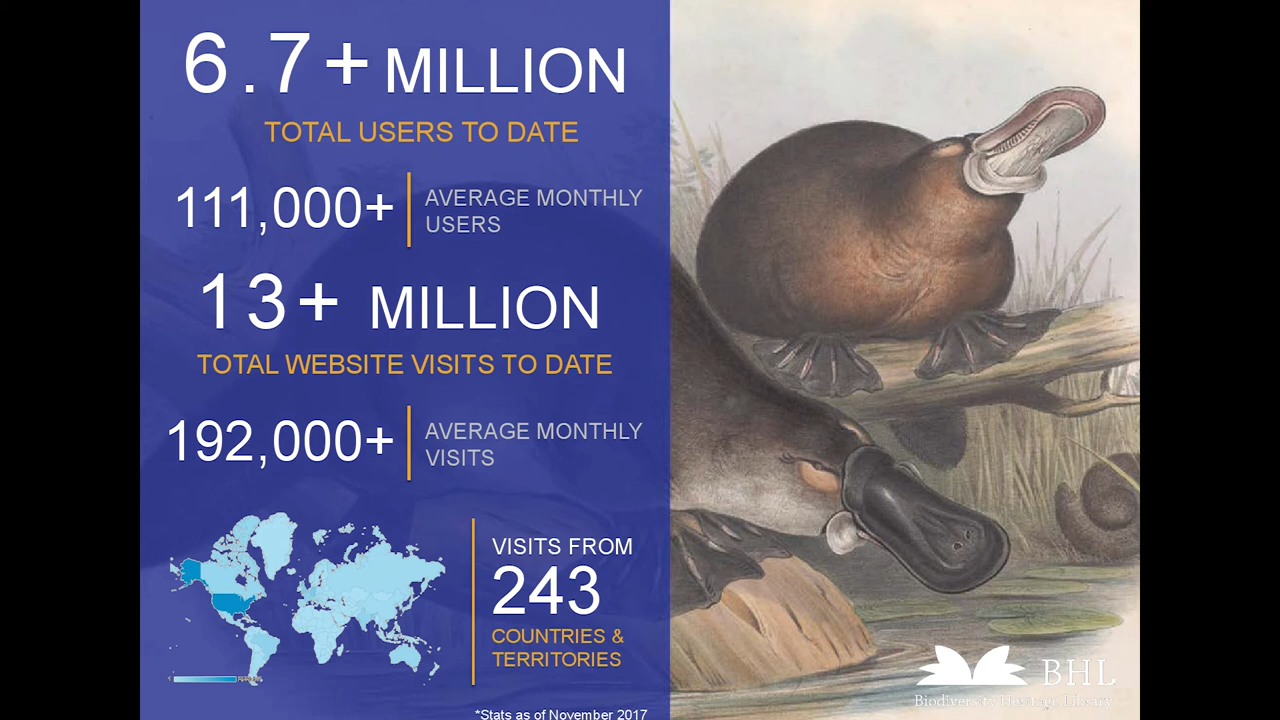 6.7+ MILLION
TOTAL USERS TO DATE
111,000+
AVERAGE MONTHLY
USERS
13+ MILLION
TOTAL WEBSITE VISITS TO DATE
192,000+
AVERAGE MONTHLY
VISITS
VISITS FROM
243
COUNTRIES &
TERRITORIES
*Stats as of November 2017
BHL
Biodiversity Heritage Library